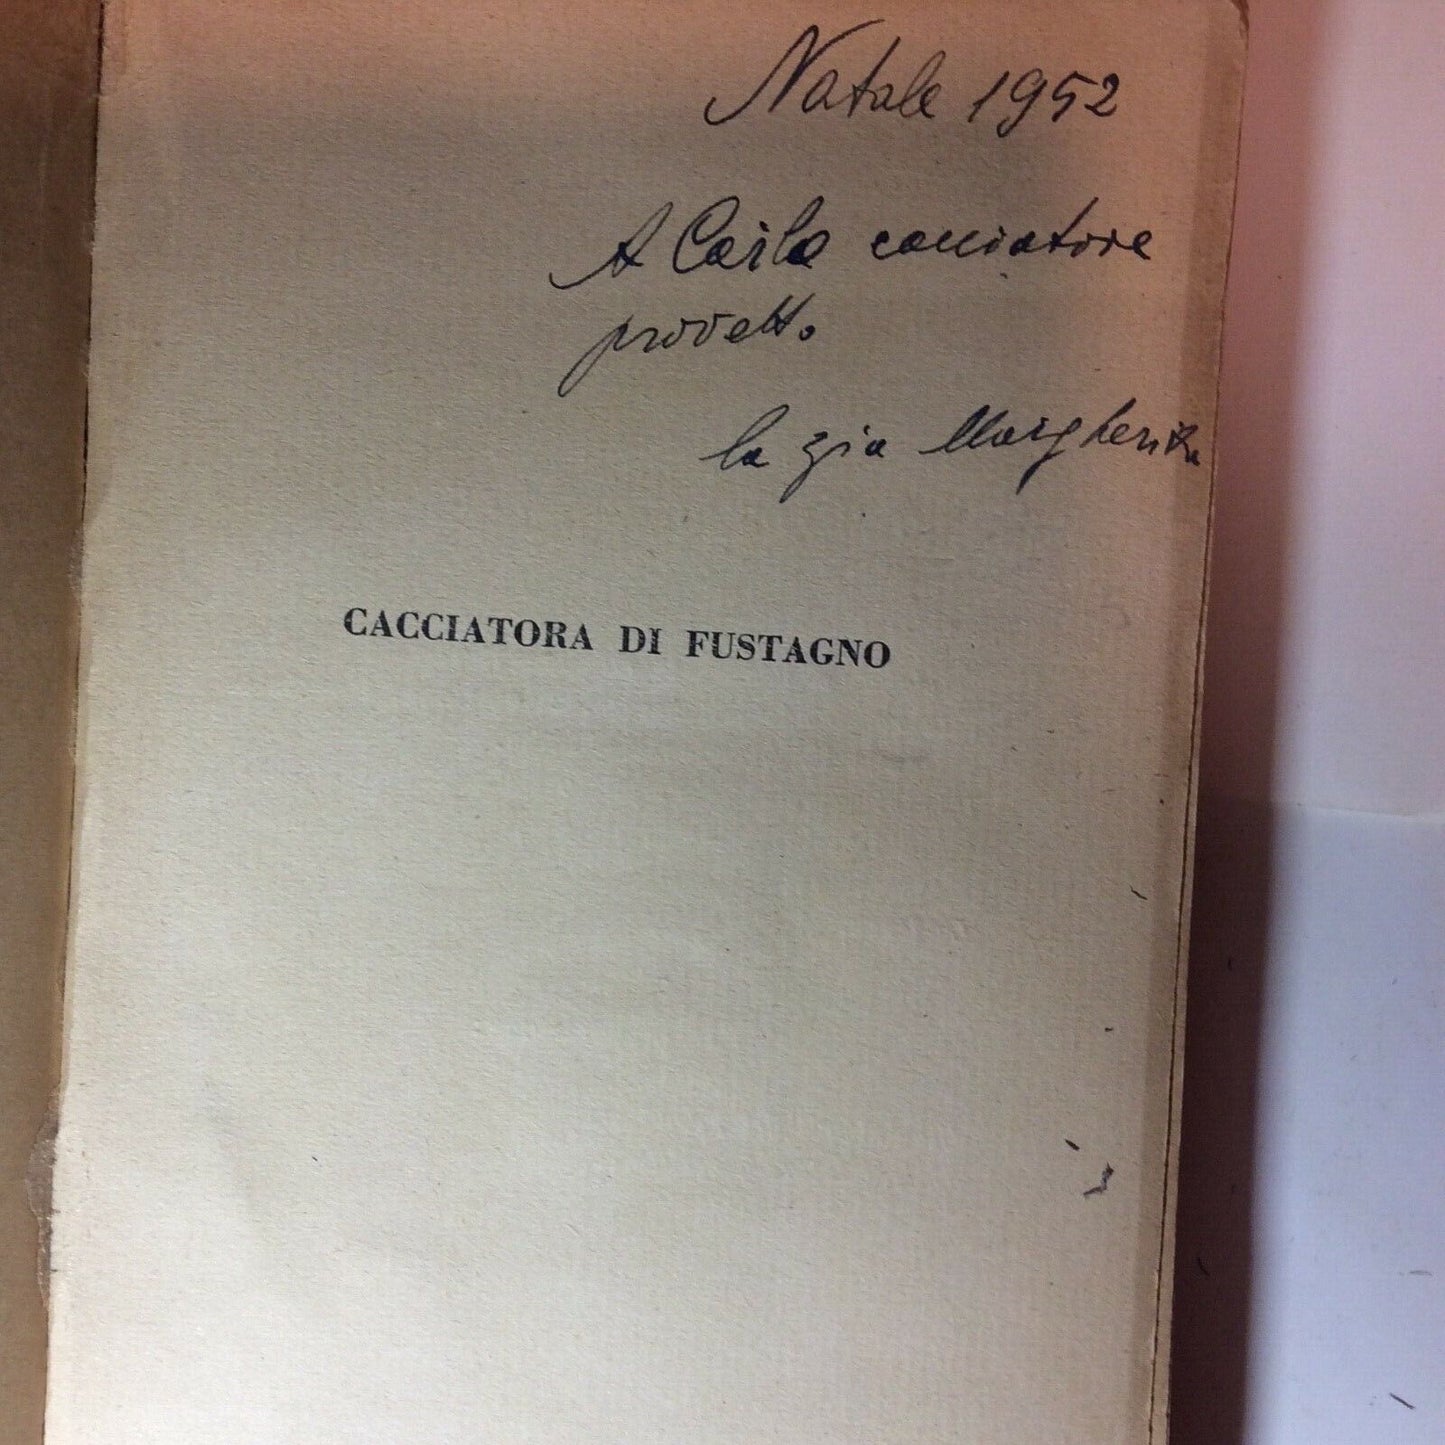 Natale 1952
A Carlo cacciatore
provetto
la zia Margherita
CACCIATORA DI FUSTAGNO